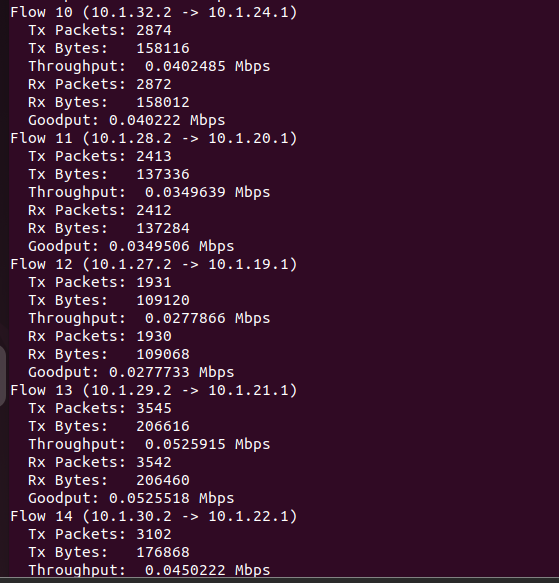 Flow 10 (10.1.32.2 -> 10.1.24.1)
  Tx Packets: 2874
  Tx Bytes:   158116
  Throughput:  0.0402485 Mbps
  Rx Packets: 2872
  Rx Bytes:   158012
  Goodput: 0.040222 Mbps
Flow 11 (10.1.28.2 -> 10.1.20.1)
  Tx Packets: 2413
  Tx Bytes:   137336
  Throughput:  0.0349639 Mbps
  Rx Packets: 2412
  Rx Bytes:   137284
  Goodput: 0.0349506 Mbps
Flow 12 (10.1.27.2 -> 10.1.19.1)
  Tx Packets: 1931
  Tx Bytes:   109120
  Throughput:  0.0277866 Mbps
  Rx Packets: 1930
  Rx Bytes:   109068
  Goodput: 0.0277733 Mbps
Flow 13 (10.1.29.2 -> 10.1.21.1)
  Tx Packets: 3545
  Tx Bytes:   206616
  Throughput:  0.0525915 Mbps
  Rx Packets: 3542
  Rx Bytes:   206460
  Goodput: 0.0525518 Mbps
Flow 14 (10.1.30.2 -> 10.1.22.1)
  Tx Packets: 3102
  Tx Bytes:   176868
  Throughput:  0.0450222 Mbps